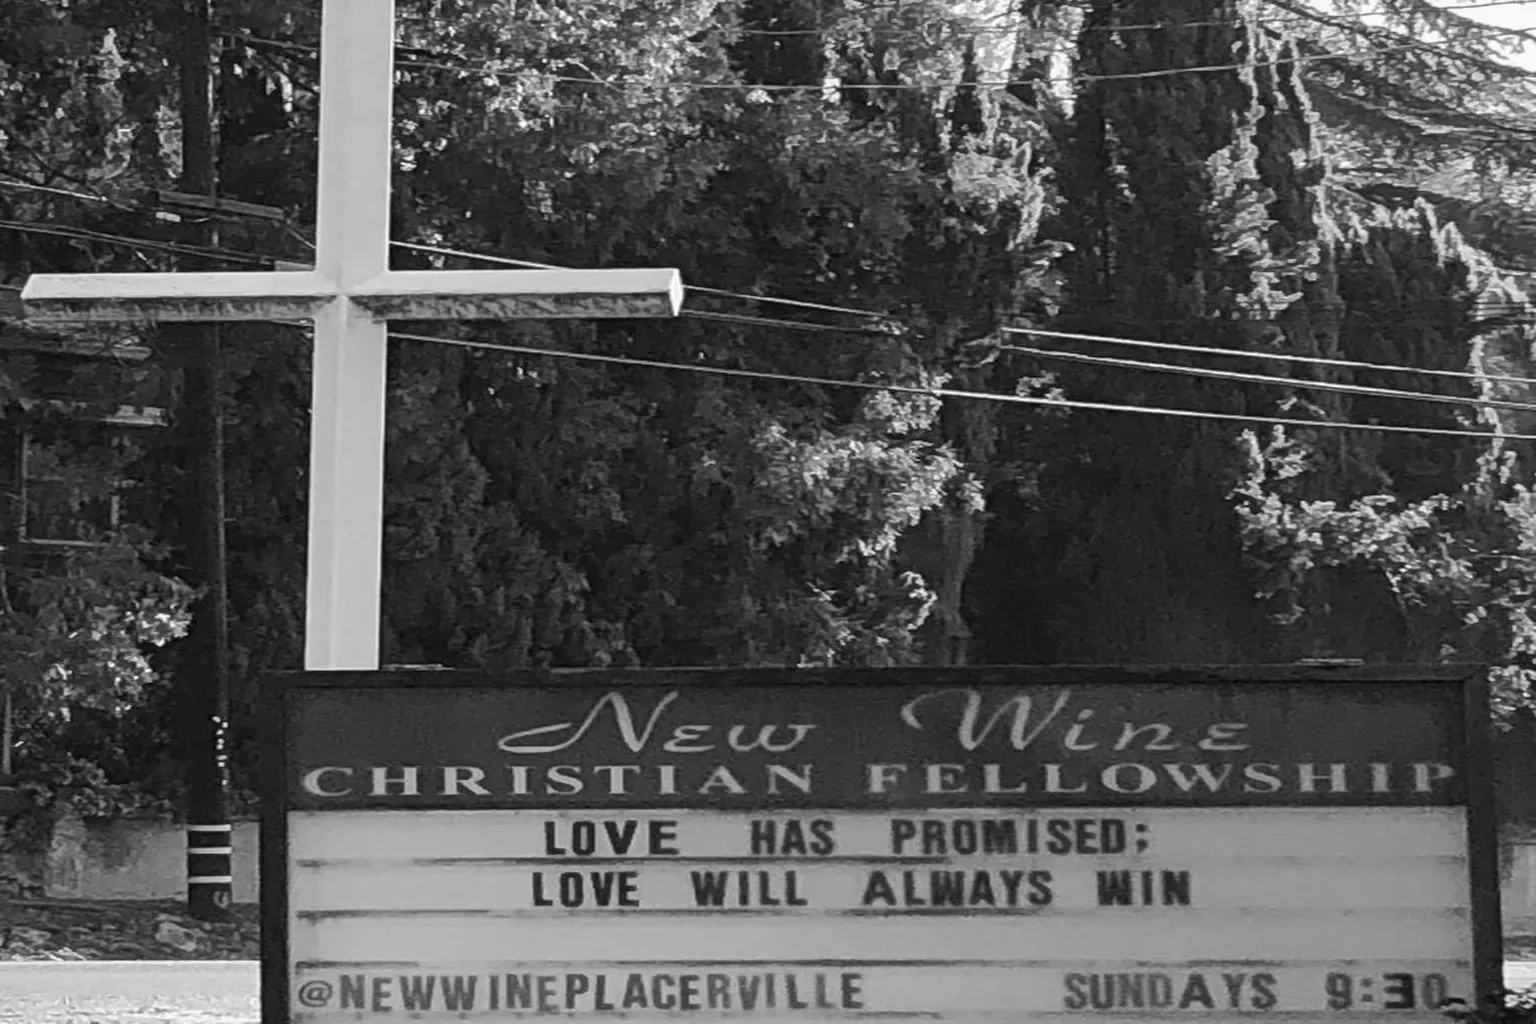 New Wine
CHRISTIAN FELLOWSHIP
LOVE HAS PROMISED;
LOVE WILL ALWAYS WIN
@NEWWINEPLACERVILLE SUNDAYS 9:30